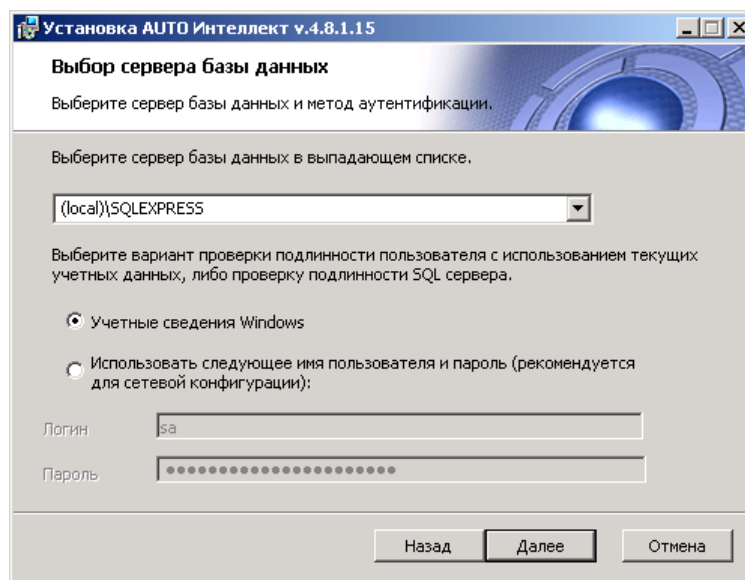 Установка AUTO Интеллект v.4.8.1.15
Выбор сервера базы данных
Выберите сервер базы данных и метод аутентификации.
Выберите сервер базы данных в выпадающем списке.
(local)\SQLEXPRESS
Выберите вариант проверки подлинности пользователя с использованием текущих
учетных данных, либо проверку подлинности SQL сервера.
Учетные сведения Windows
Использовать следующее имя пользователя и пароль (рекомендуется
для сетевой конфигурации):
Логин
sa
Пароль
Назад
Далее
Отмена